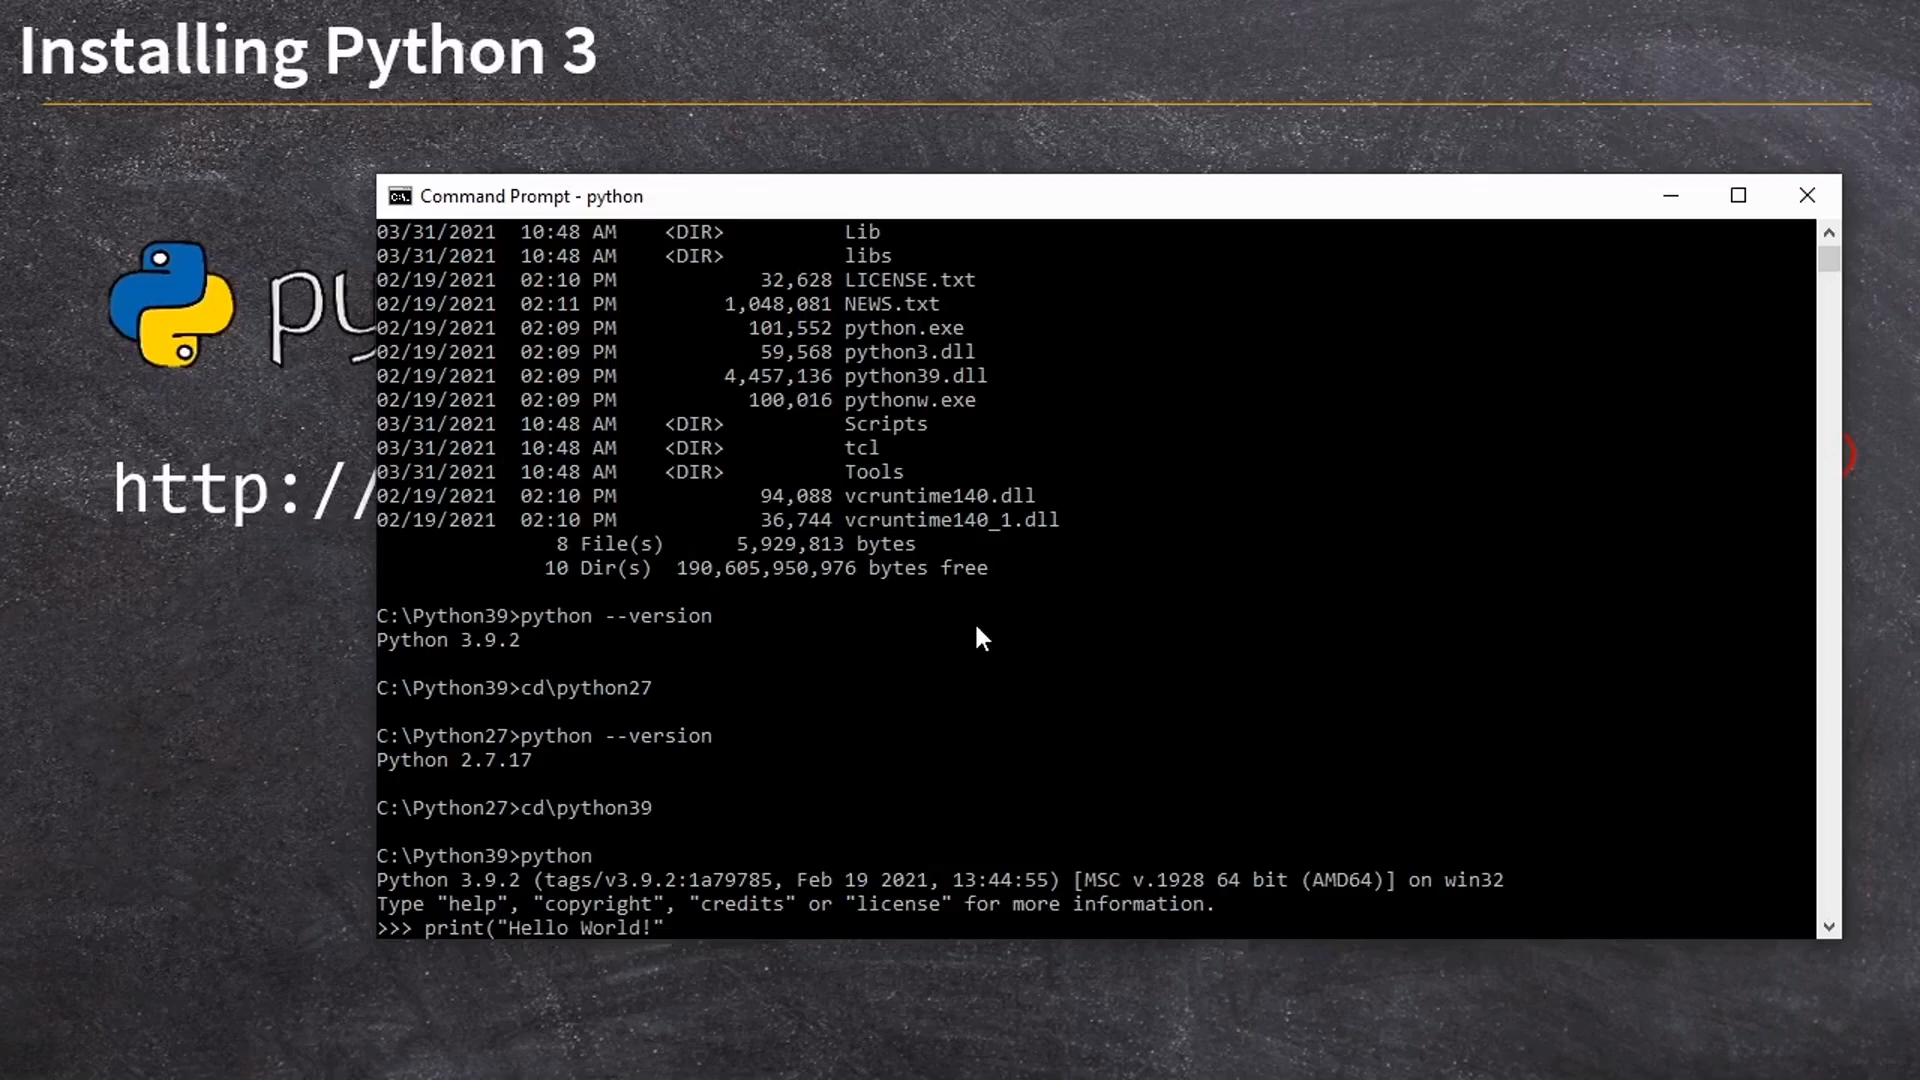 Installing Python 3
Command Prompt - python
03/31/2021  10:48 AM    <DIR>          Lib
03/31/2021  10:48 AM    <DIR>          libs
02/19/2021  02:10 PM            32,628 LICENSE.txt
02/19/2021  02:11 PM         1,048,081 NEWS.txt
02/19/2021  02:09 PM           101,552 python.exe
02/19/2021  02:09 PM            59,568 python3.dll
02/19/2021  02:09 PM         4,457,136 python39.dll
02/19/2021  02:09 PM           100,016 pythonw.exe
03/31/2021  10:48 AM    <DIR>          Scripts
03/31/2021  10:48 AM    <DIR>          tcl
03/31/2021  10:48 AM    <DIR>          Tools
02/19/2021  02:10 PM            94,088 vcruntime140.dll
02/19/2021  02:10 PM            36,744 vcruntime140_1.dll
8 File(s)      5,929,813 bytes
10 Dir(s)  190,605,950,976 bytes free
C:\Python39>python --version
Python 3.9.2
C:\Python39>cd\python27
C:\Python27>python --version
Python 2.7.17
C:\Python27>cd\python39
C:\Python39>python
Python 3.9.2 (tags/v3.9.2:1a79785, Feb 19 2021, 13:44:55) [MSC v.1928 64 bit (AMD64)] on win32
Type "help", "copyright", "credits" or "license" for more information.
>>> print("Hello World!"
py
http://